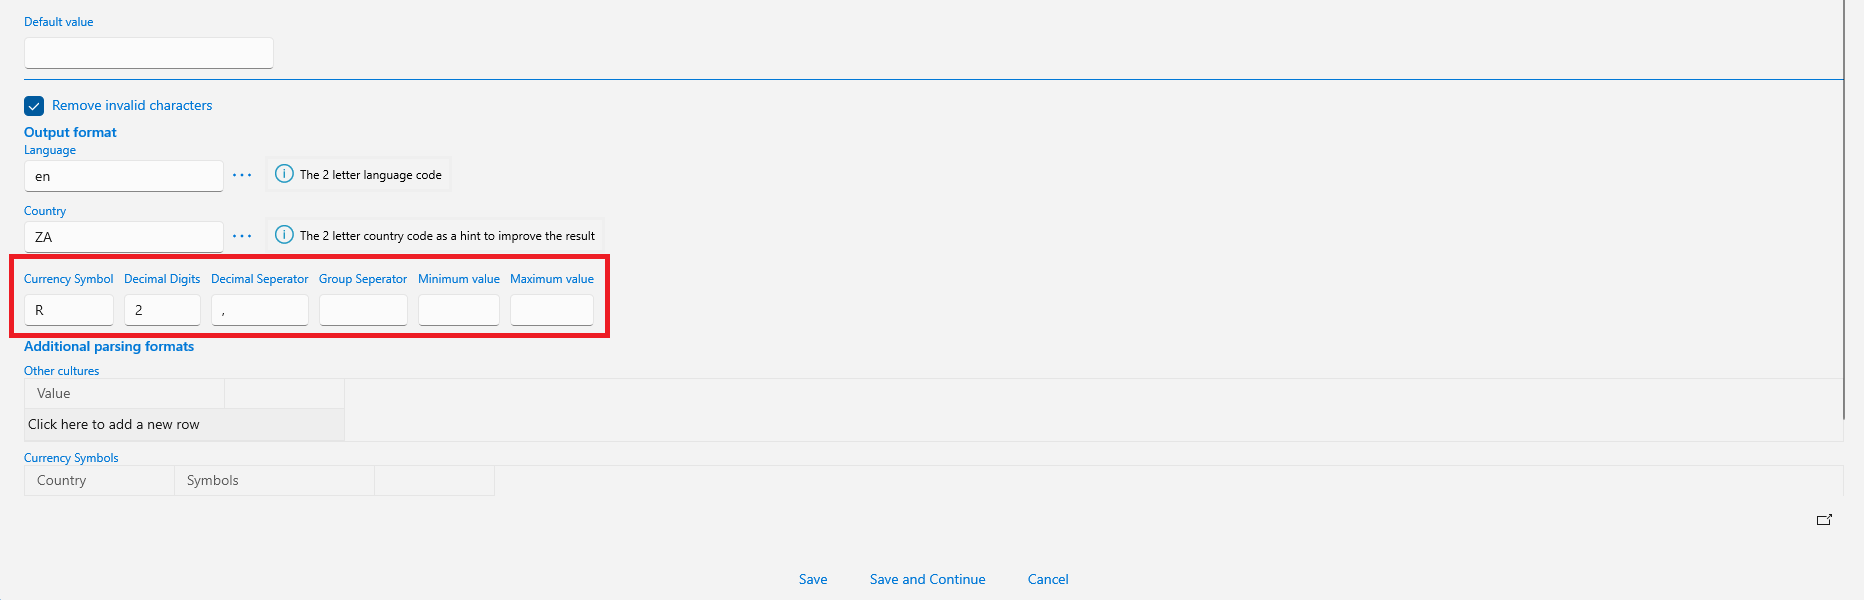 Default value
Remove invalid characters
Output format
Language
en ... The 2 letter language code
Country
ZA ... The 2 letter country code as a hint to improve the result
Currency Symbol Decimal Digits Decimal Seperator Group Seperator Minimum value Maximum value
R 2 ,
Additional parsing formats
Other cultures
Value
Click here to add a new row
Currency Symbols
Country Symbols
Save Save and Continue Cancel